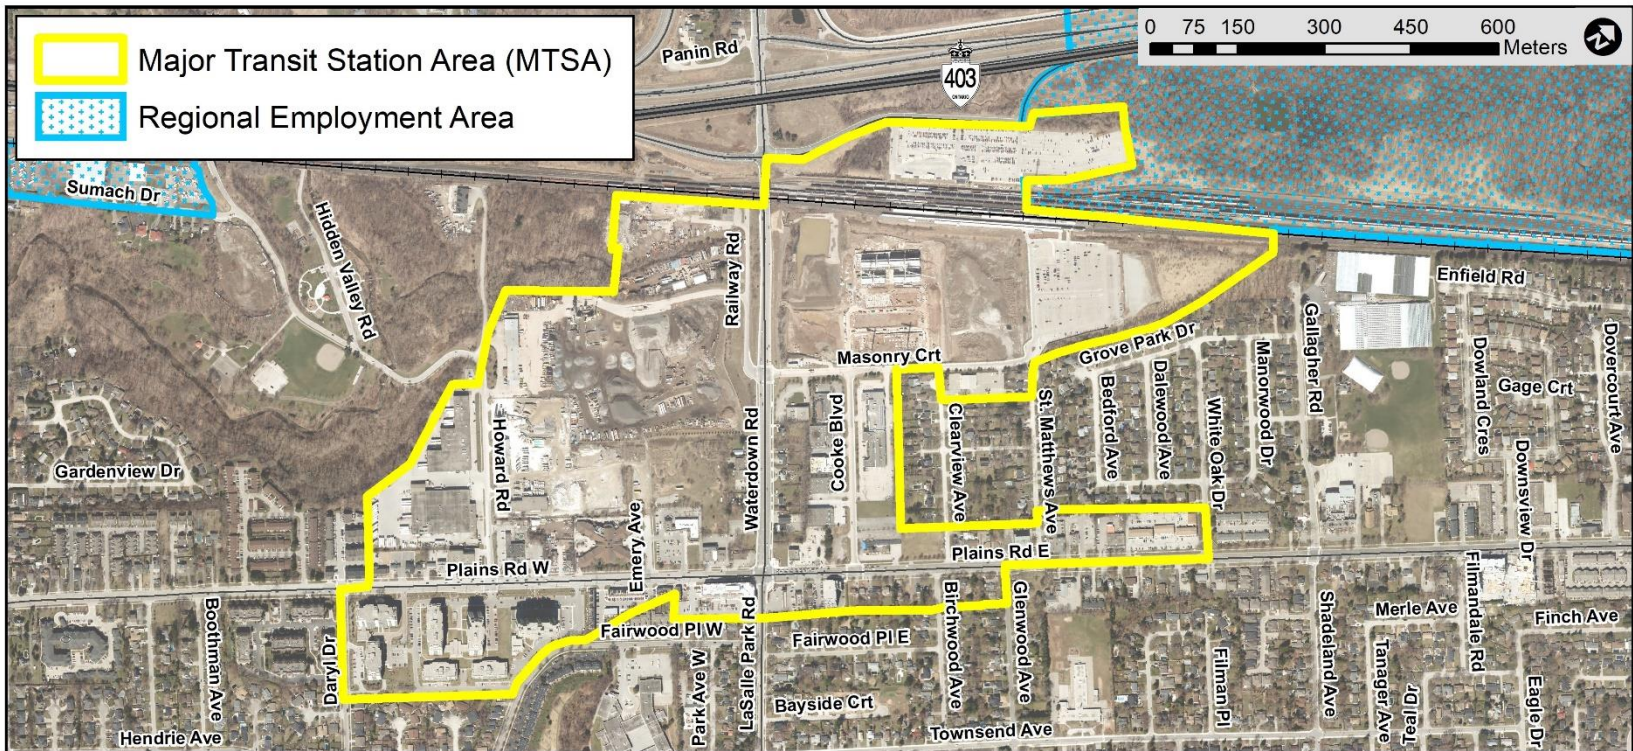 Major Transit Station Area (MTSA)
Regional Employment Area
0 75 150 300 450 600
Meters
N
Panin Rd
403
ONTARIO
Sumach Dr
Hidden Valley Rd
Railway Rd
Enfield Rd
Gallagher Rd
Grove Park Dr
Masonry Crt
Manorwood Dr
Dovercourt Ave
Dowland Cres
Gage Crt
Bedford Ave
Dalewood Ave
White Oak Dr
St. Matthews Ave
Clearview Ave
Cooke Blvd
Waterdown Rd
Howard Rd
Gardenview Dr
Downsview Dr
Emery Ave
Plains Rd W
Plains Rd E
Boothman Ave
Daryl Dr
Fairwood Pl W
Fairwood Pl E
LaSalle Park Rd
Park Ave W
Birchwood Ave
Glenwood Ave
Filman Pl
Shadeland Ave
Merle Ave
Tanager Ave
Teal Dr
Filmandale Rd
Finch Ave
Eagle Dr
Bayside Crt
Townsend Ave
Hendrie Ave